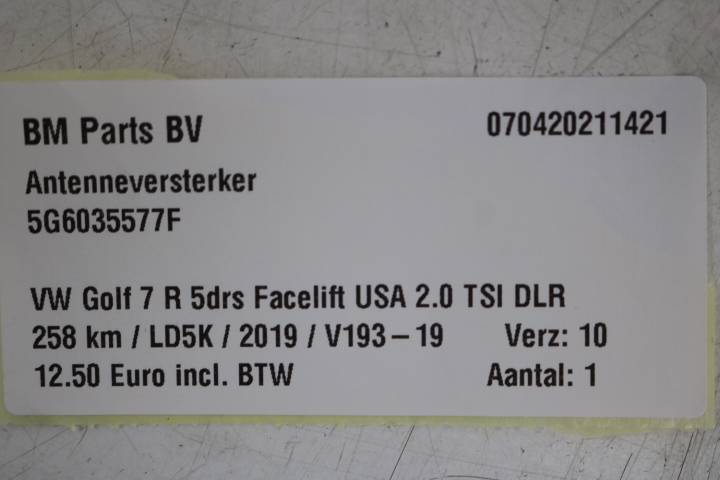 BM Parts BV 070420211421
Antenneversterker
5G6035577F
VW Golf 7 R 5drs Facelift USA 2.0 TSI DLR
258 km / LD5K / 2019 / V193-19 Verz: 10
12.50 Euro incl. BTW Aantal: 1